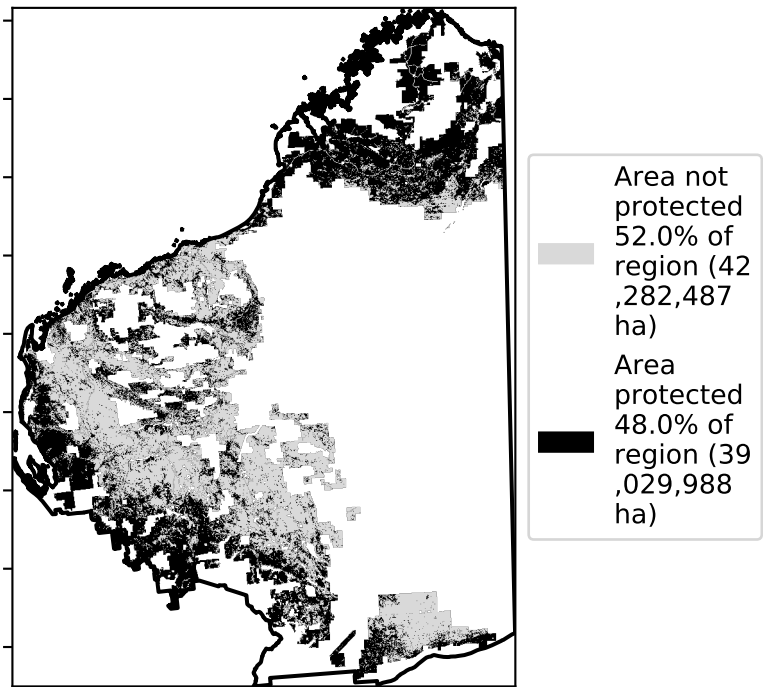 Area not
protected
52.0% of
region (42
,282,487
ha)
Area
protected
48.0% of
region (39
,029,988
ha)